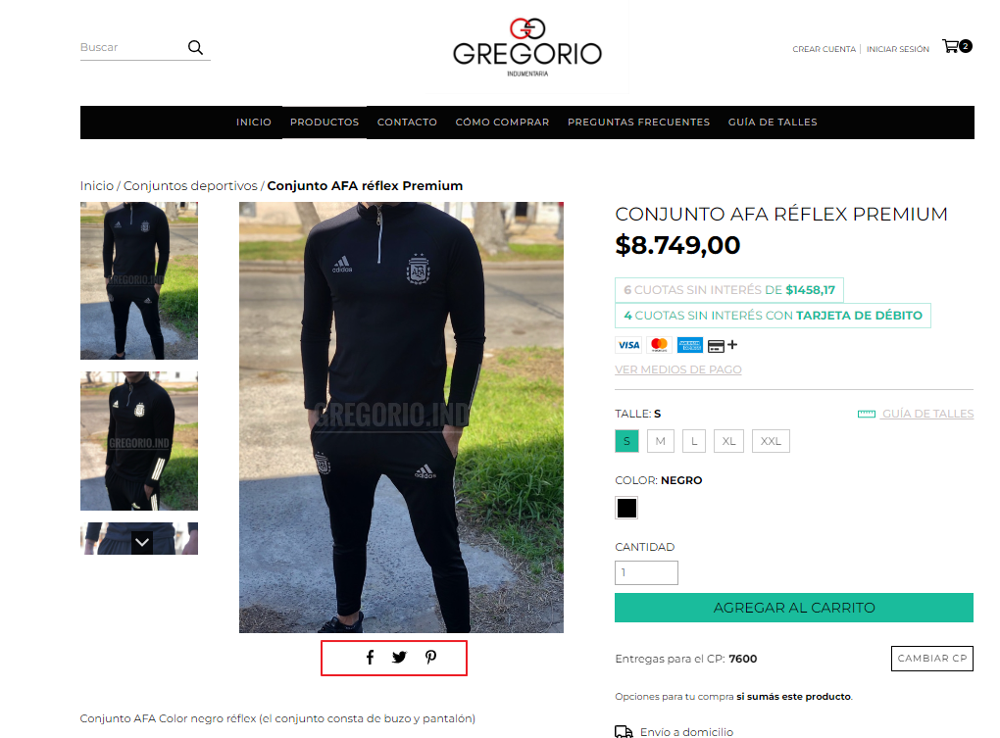 Buscar
GREGORIO
INDUMENTARIA
CREAR CUENTA | INICIAR SESIÓN
2
INICIO PRODUCTOS CONTACTO CÓMO COMPRAR PREGUNTAS FRECUENTES GUÍA DE TALLES
Inicio / Conjuntos deportivos / Conjunto AFA réflex Premium
GREGORIO.IND
GREGORIO.IND
adidas
AFA
GREGORIO.IND
adidas
CONJUNTO AFA RÉFLEX PREMIUM
$8.749,00
6 CUOTAS SIN INTERÉS DE $1458,17
4 CUOTAS SIN INTERÉS CON TARJETA DE DÉBITO
VISA
VER MEDIOS DE PAGO
TALLE: S
GUÍA DE TALLES
S M L XL XXL
COLOR: NEGRO
CANTIDAD
1
AGREGAR AL CARRITO
Entregas para el CP: 7600
CAMBIAR CP
Opciones para tu compra si sumás este producto.
Envío a domicilio
Conjunto AFA Color negro réflex (el conjunto consta de buzo y pantalón)